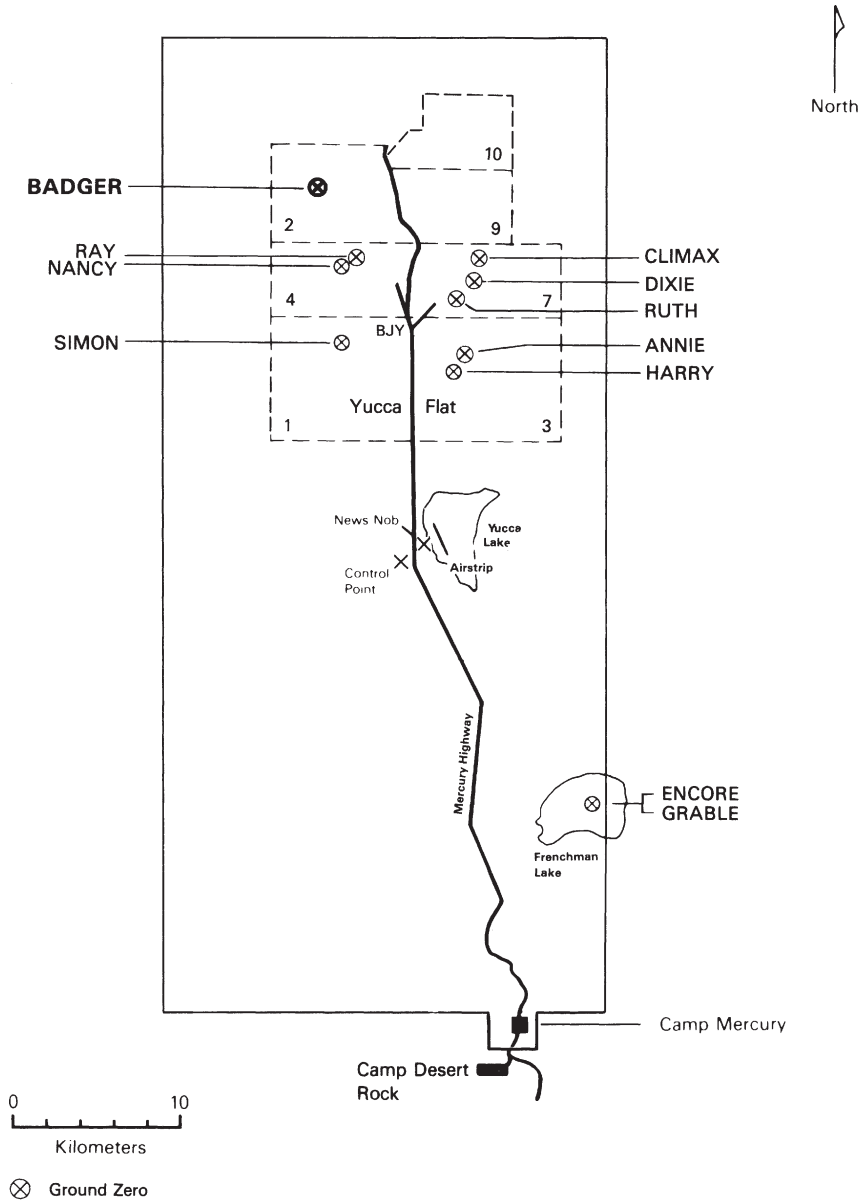 North
10
BADGER
2
9
RAY
NANCY
CLIMAX
DIXIE
4
7
RUTH
BJY
SIMON
ANNIE
HARRY
Yucca Flat
1
3
News Nob
Yucca
Lake
Control
Point
Airstrip
Mercury Highway
ENCORE
GRABLE
Frenchman
Lake
Camp Mercury
Camp Desert
Rock
0 10
Kilometers
Ground Zero